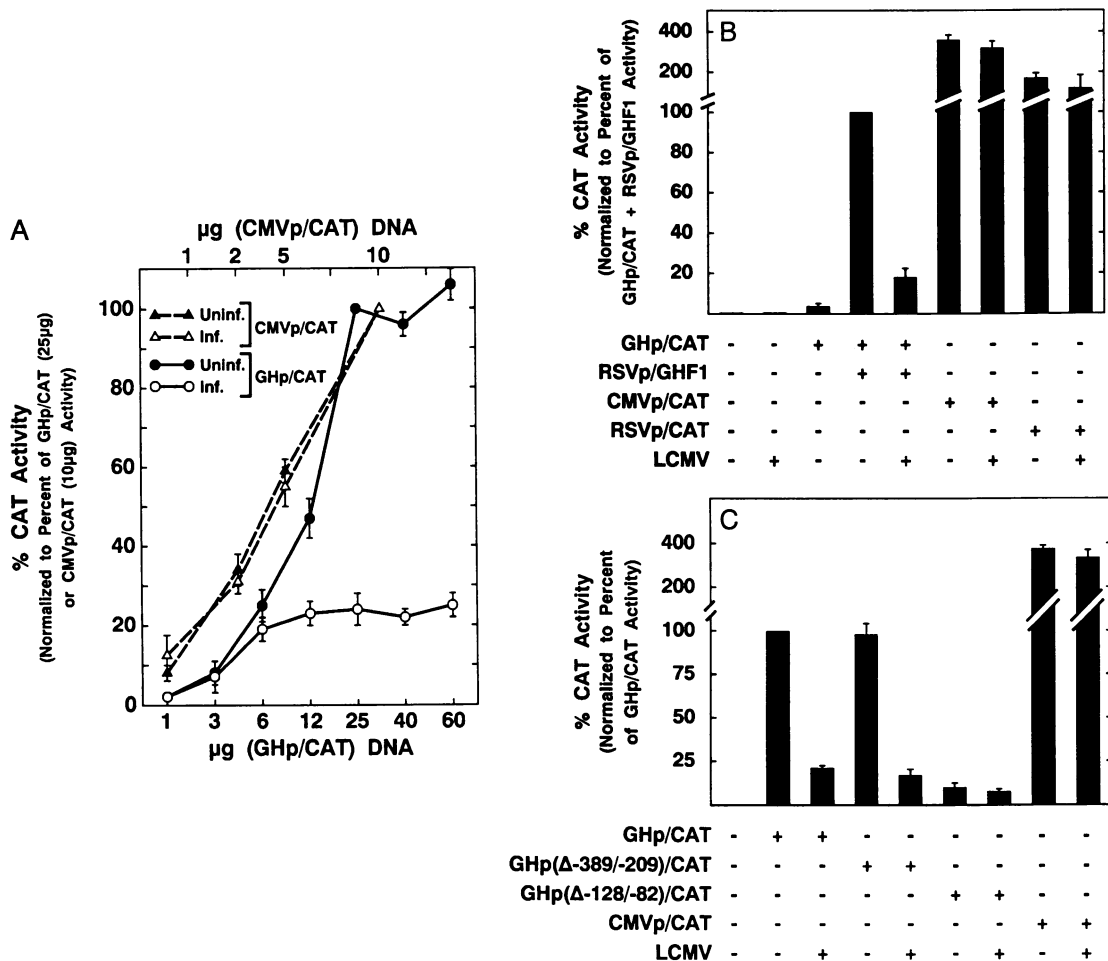 A
µg (CMVp/CAT) DNA
1 2 5 10
% CAT Activity
(Normalized to Percent of GHp/CAT (25µg)
or CMVp/CAT (10µg) Activity)
100
80
60
40
20
0
Uninf.
Inf.
CMVp/CAT
Uninf.
Inf.
GHp/CAT
1 3 6 12 25 40 60
µg (GHp/CAT) DNA
B
% CAT Activity
(Normalized to Percent of
GHp/CAT + RSVp/GHF1 Activity)
400
200
100
80
60
40
20
GHp/CAT - - + + + - - - -
RSVp/GHF1 - - - + + - - - -
CMVp/CAT - - - - - + + - -
RSVp/CAT - - - - - - - + +
LCMV - + - - + - + - +
C
% CAT Activity
(Normalized to Percent
of GHp/CAT Activity)
400
200
100
75
50
25
GHp/CAT - + + - - - - - -
GHp(Δ-389/-209)/CAT - - - + + - - - -
GHp(Δ-128/-82)/CAT - - - - - + + - -
CMVp/CAT - - - - - - - + +
LCMV - - + - + - + - +